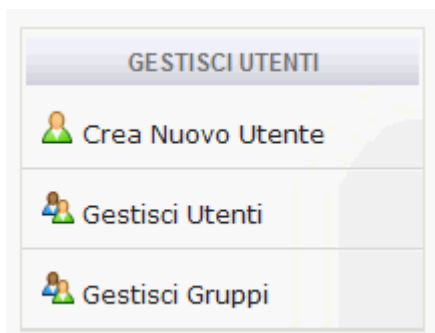 GESTISCI UTENTI
Crea Nuovo Utente
Gestisci Utenti
Gestisci Gruppi